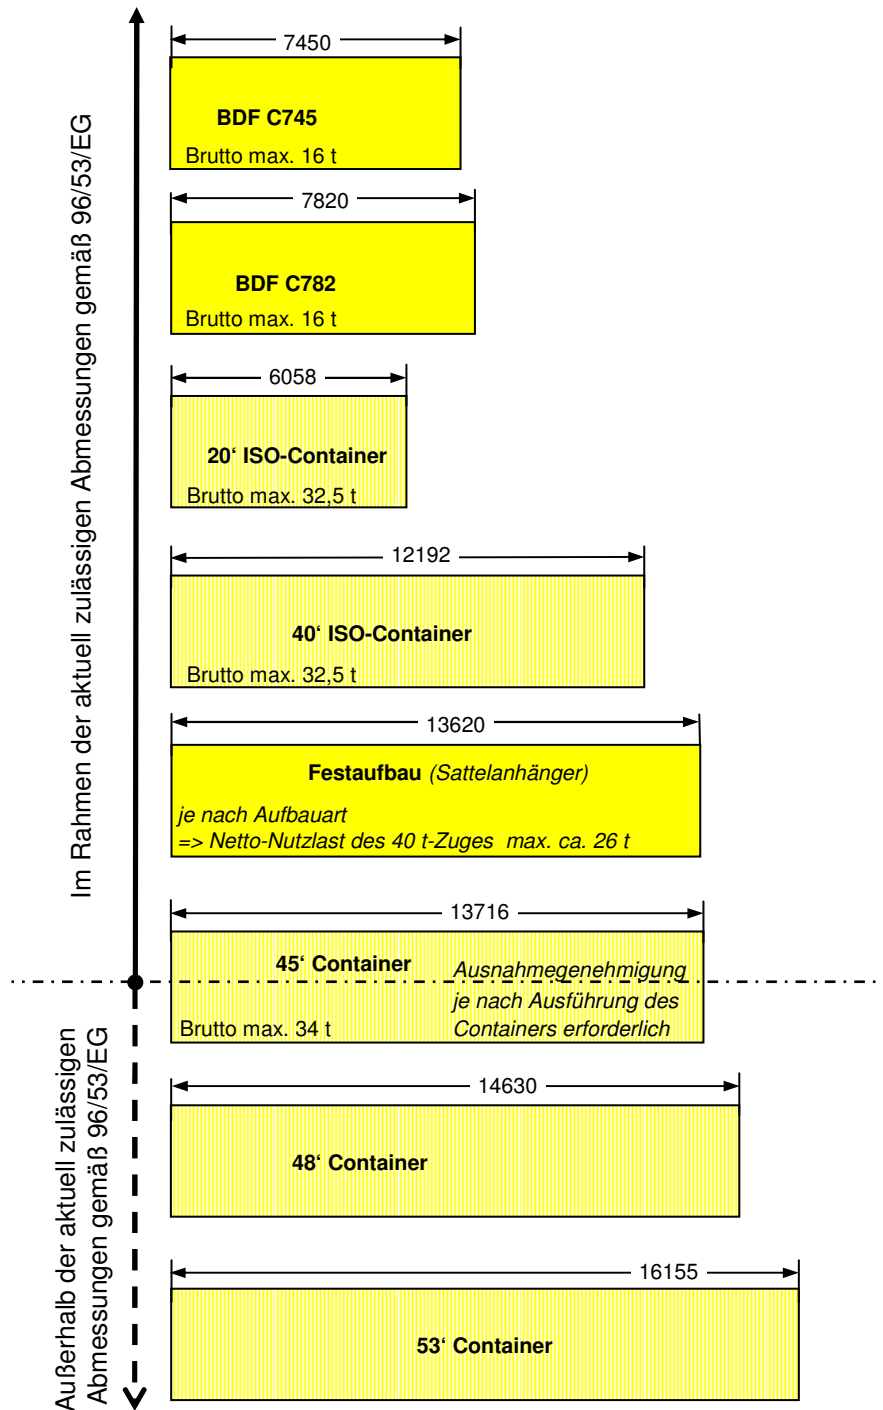 Im Rahmen der aktuell zulässigen Abmessungen gemäß 96/53/EG
7450
BDF C745
Brutto max. 16 t
7820
BDF C782
Brutto max. 16 t
6058
20‘ ISO-Container
Brutto max. 32,5 t
12192
40‘ ISO-Container
Brutto max. 32,5 t
13620
Festaufbau (Sattelanhänger)
je nach Aufbauart
=> Netto-Nutzlast des 40 t-Zuges max. ca. 26 t
13716
45‘ Container
Ausnahmegenehmigung
je nach Ausführung des
Containers erforderlich
Brutto max. 34 t
Außerhalb der aktuell zulässigen
Abmessungen gemäß 96/53/EG
14630
48‘ Container
16155
53‘ Container